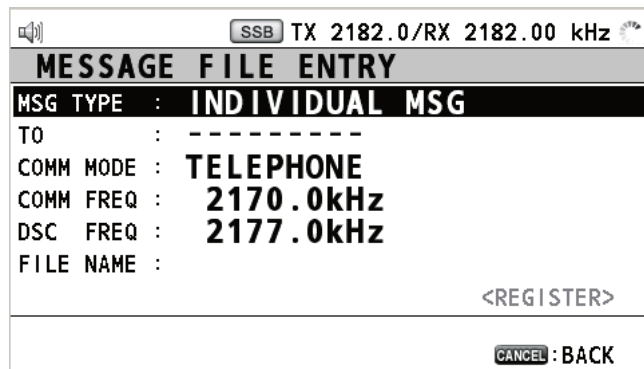 SSB TX 2182.0/RX 2182.00 kHz
MESSAGE FILE ENTRY
MSG TYPE : INDIVIDUAL MSG
TO : - - - - - - - - -
COMM MODE : TELEPHONE
COMM FREQ : 2170.0kHz
DSC FREQ : 2177.0kHz
FILE NAME :
<REGISTER>
CANCEL : BACK